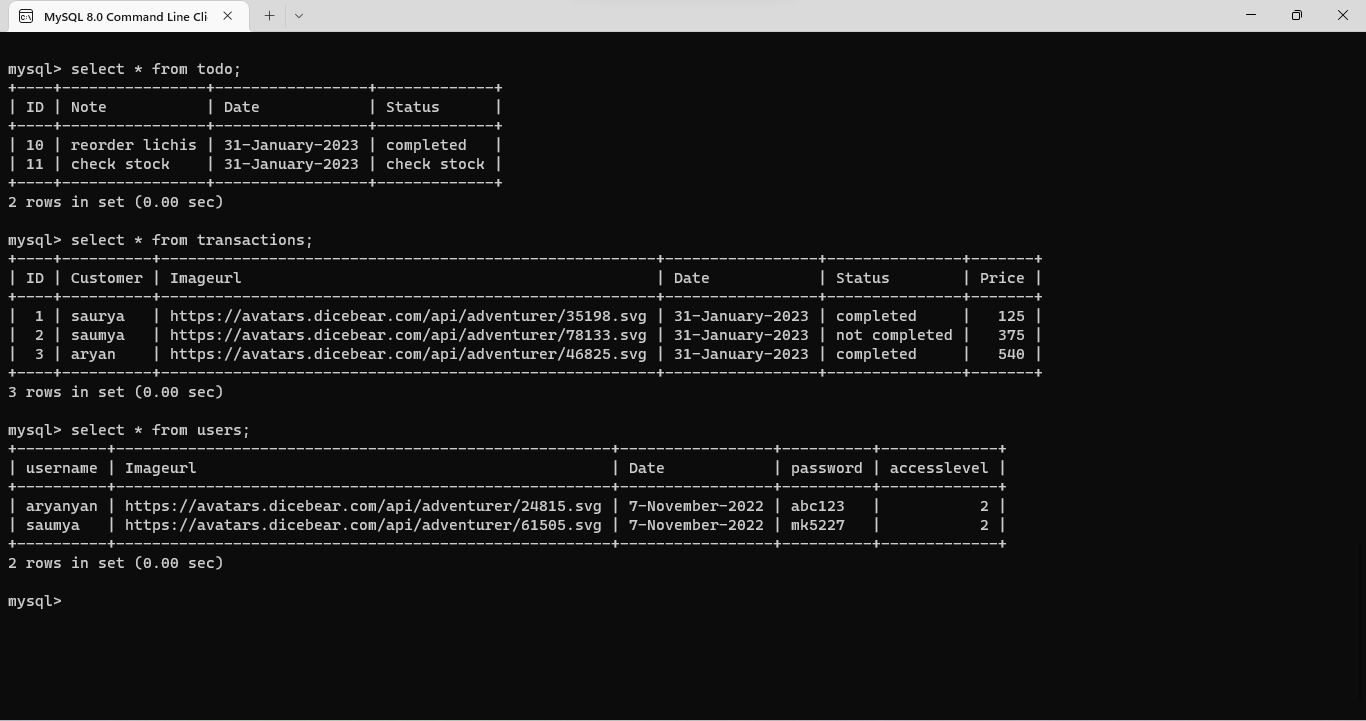 MySQL 8.0 Command Line Cli
mysql> select * from todo;
+----+----------------+-----------------+-------------+
| ID | Note           | Date            | Status      |
+----+----------------+-----------------+-------------+
| 10 | reorder lichis | 31-January-2023 | completed   |
| 11 | check stock    | 31-January-2023 | check stock |
+----+----------------+-----------------+-------------+
2 rows in set (0.00 sec)
mysql> select * from transactions;
+----+----------+-------------------------------------------------------+-----------------+---------------+-------+
| ID | Customer | Imageurl                                              | Date            | Status        | Price |
+----+----------+-------------------------------------------------------+-----------------+---------------+-------+
|  1 | saurya   | https://avatars.dicebear.com/api/adventurer/35198.svg | 31-January-2023 | completed     |   125 |
|  2 | saumya   | https://avatars.dicebear.com/api/adventurer/78133.svg | 31-January-2023 | not completed |   375 |
|  3 | aryan    | https://avatars.dicebear.com/api/adventurer/46825.svg | 31-January-2023 | completed     |   540 |
+----+----------+-------------------------------------------------------+-----------------+---------------+-------+
3 rows in set (0.00 sec)
mysql> select * from users;
+----------+-------------------------------------------------------+-----------------+----------+-------------+
| username | Imageurl                                              | Date            | password | accesslevel |
+----------+-------------------------------------------------------+-----------------+----------+-------------+
| aryanyan | https://avatars.dicebear.com/api/adventurer/24815.svg | 7-November-2022 | abc123   |           2 |
| saumya   | https://avatars.dicebear.com/api/adventurer/61505.svg | 7-November-2022 | mk5227   |           2 |
+----------+-------------------------------------------------------+-----------------+----------+-------------+
2 rows in set (0.00 sec)
mysql>